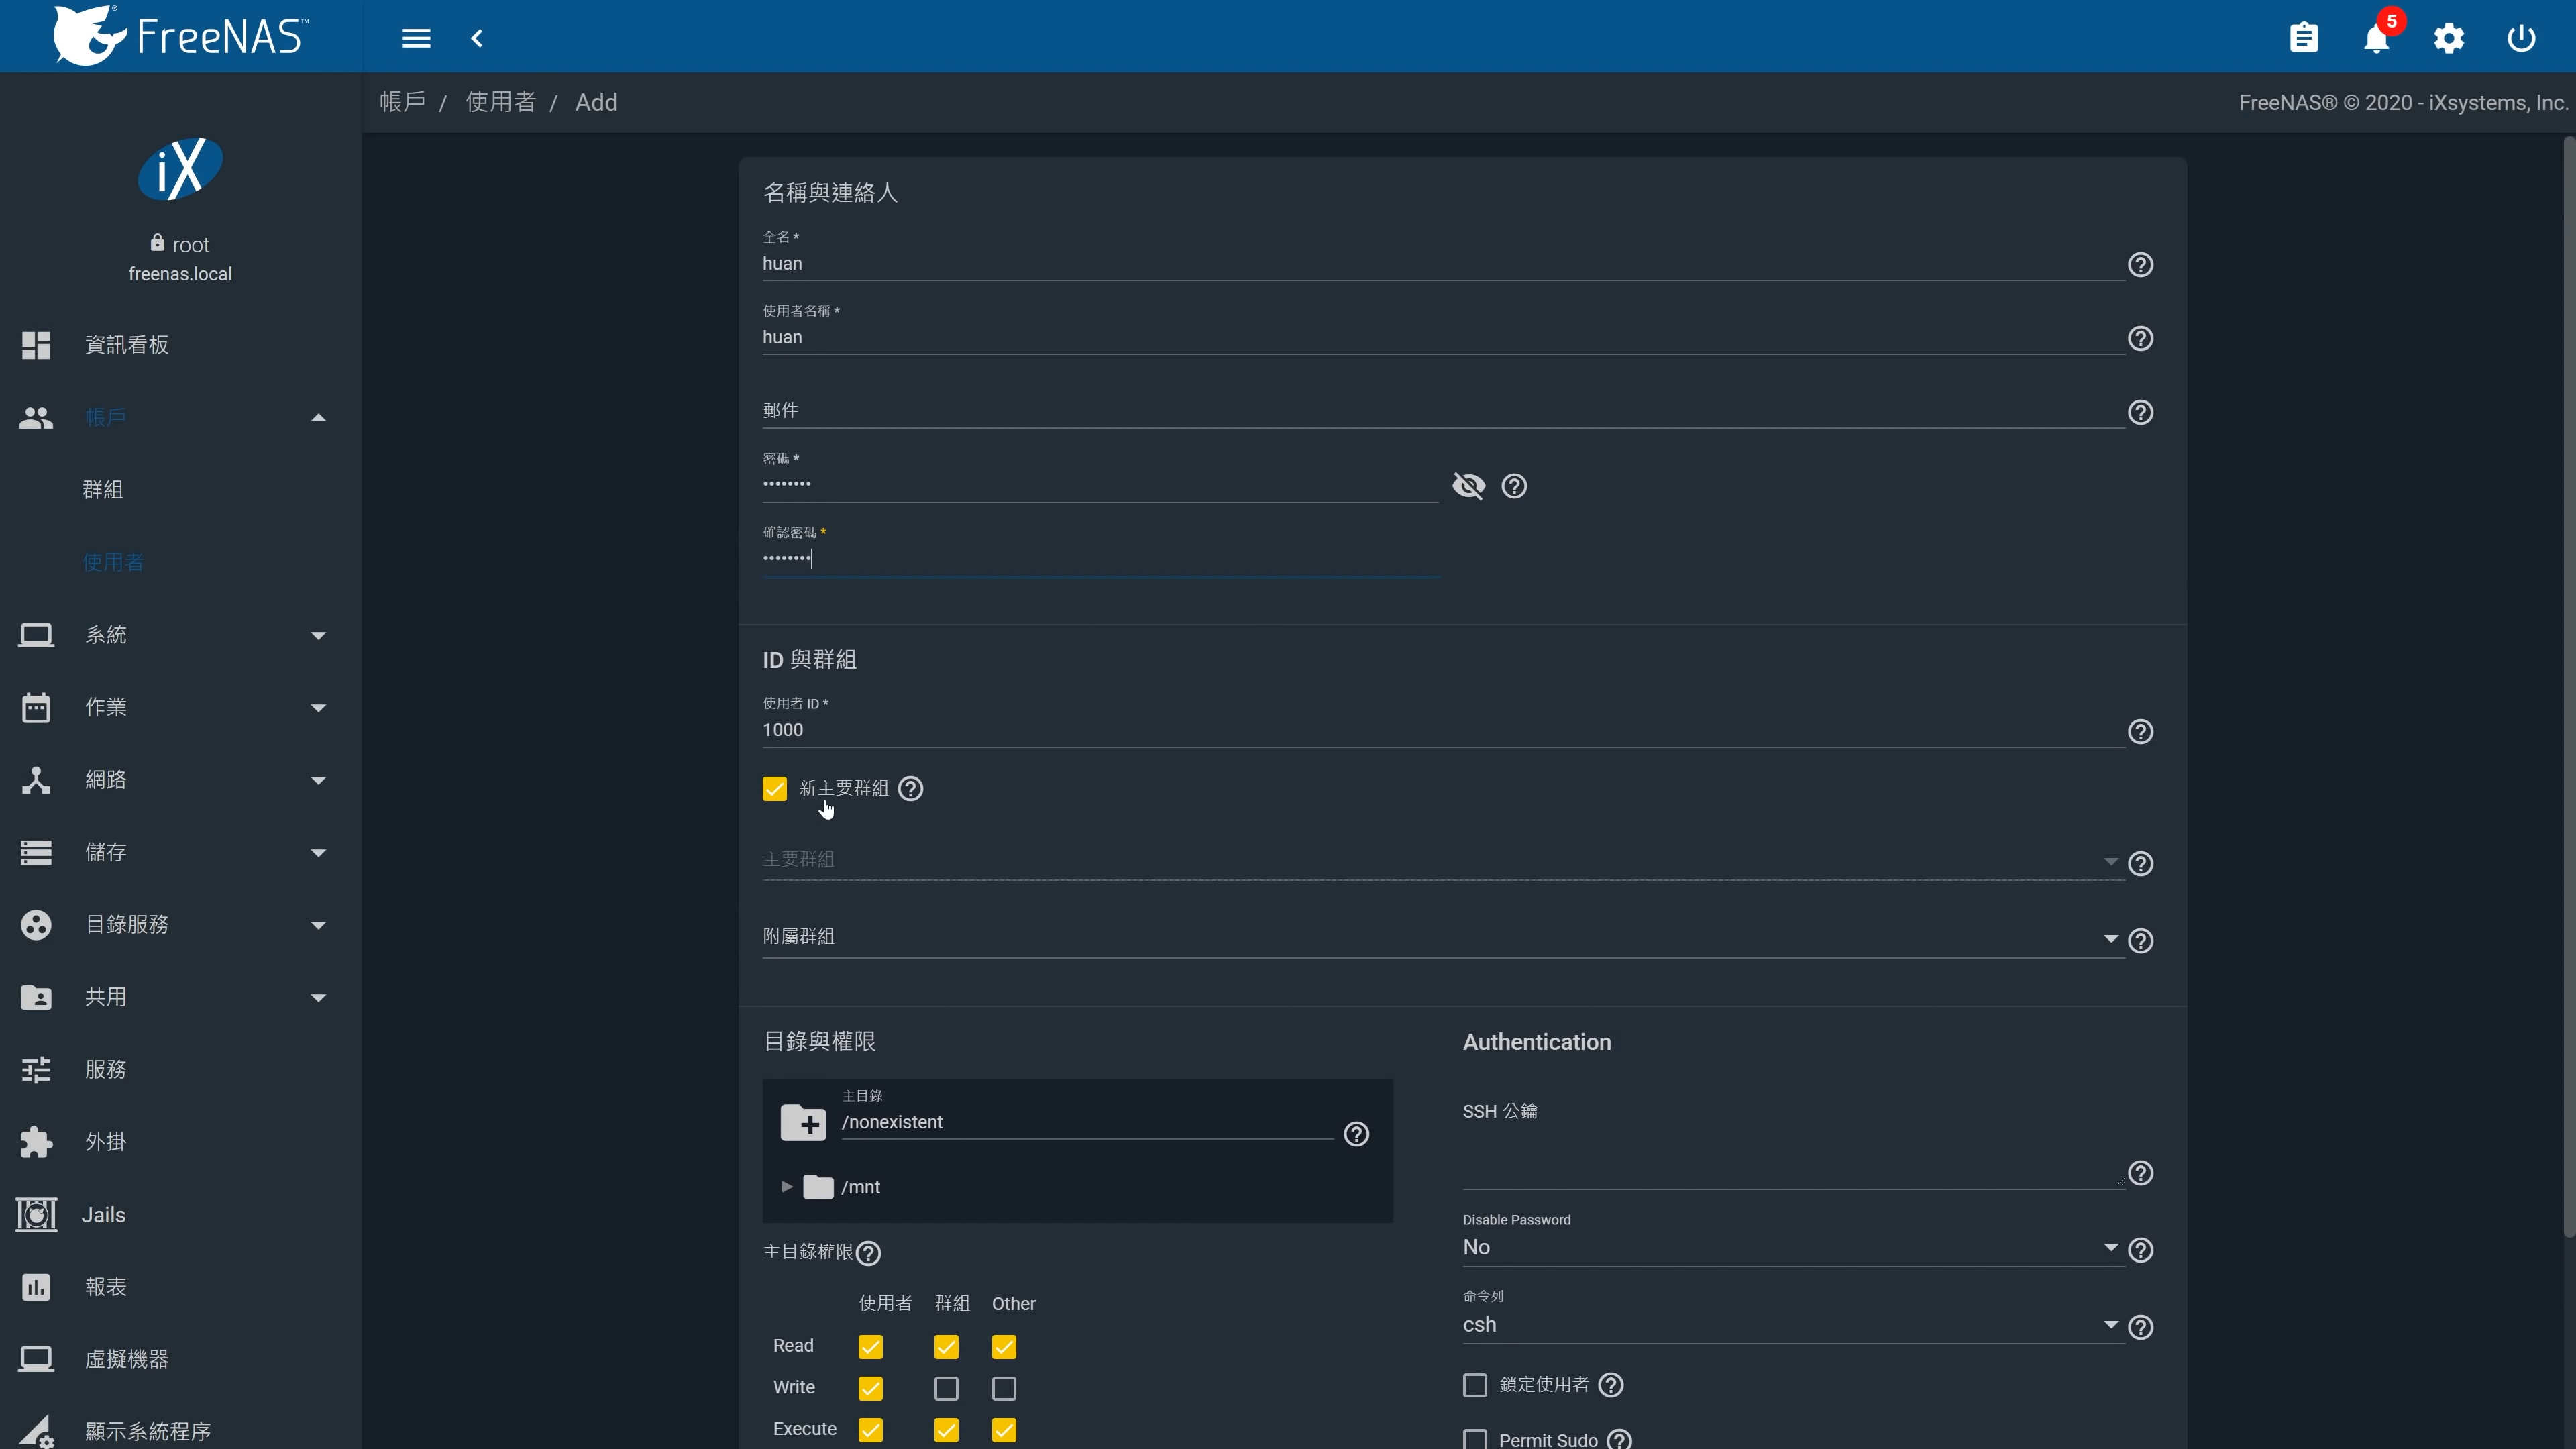 FreeNAS®™
5
帳戶 / 使用者 / Add
FreeNAS® © 2020 - iXsystems, Inc.
iX
root
freenas.local
資訊看板
帳戶
群組
使用者
系統
作業
網路
儲存
目錄服務
共用
服務
外掛
Jails
報表
虛擬機器
顯示系統程序
名稱與連絡人
全名 *
huan
使用者名稱 *
huan
郵件
密碼 *
••••••••
確認密碼 *
••••••••
ID 與群組
使用者 ID *
1000
新主要群組
主要群組
附屬群組
目錄與權限
主目錄
/nonexistent
/mnt
主目錄權限
使用者 群組 Other
Read
Write
Execute
Authentication
SSH 公鑰
Disable Password
No
命令列
csh
鎖定使用者
Permit Sudo